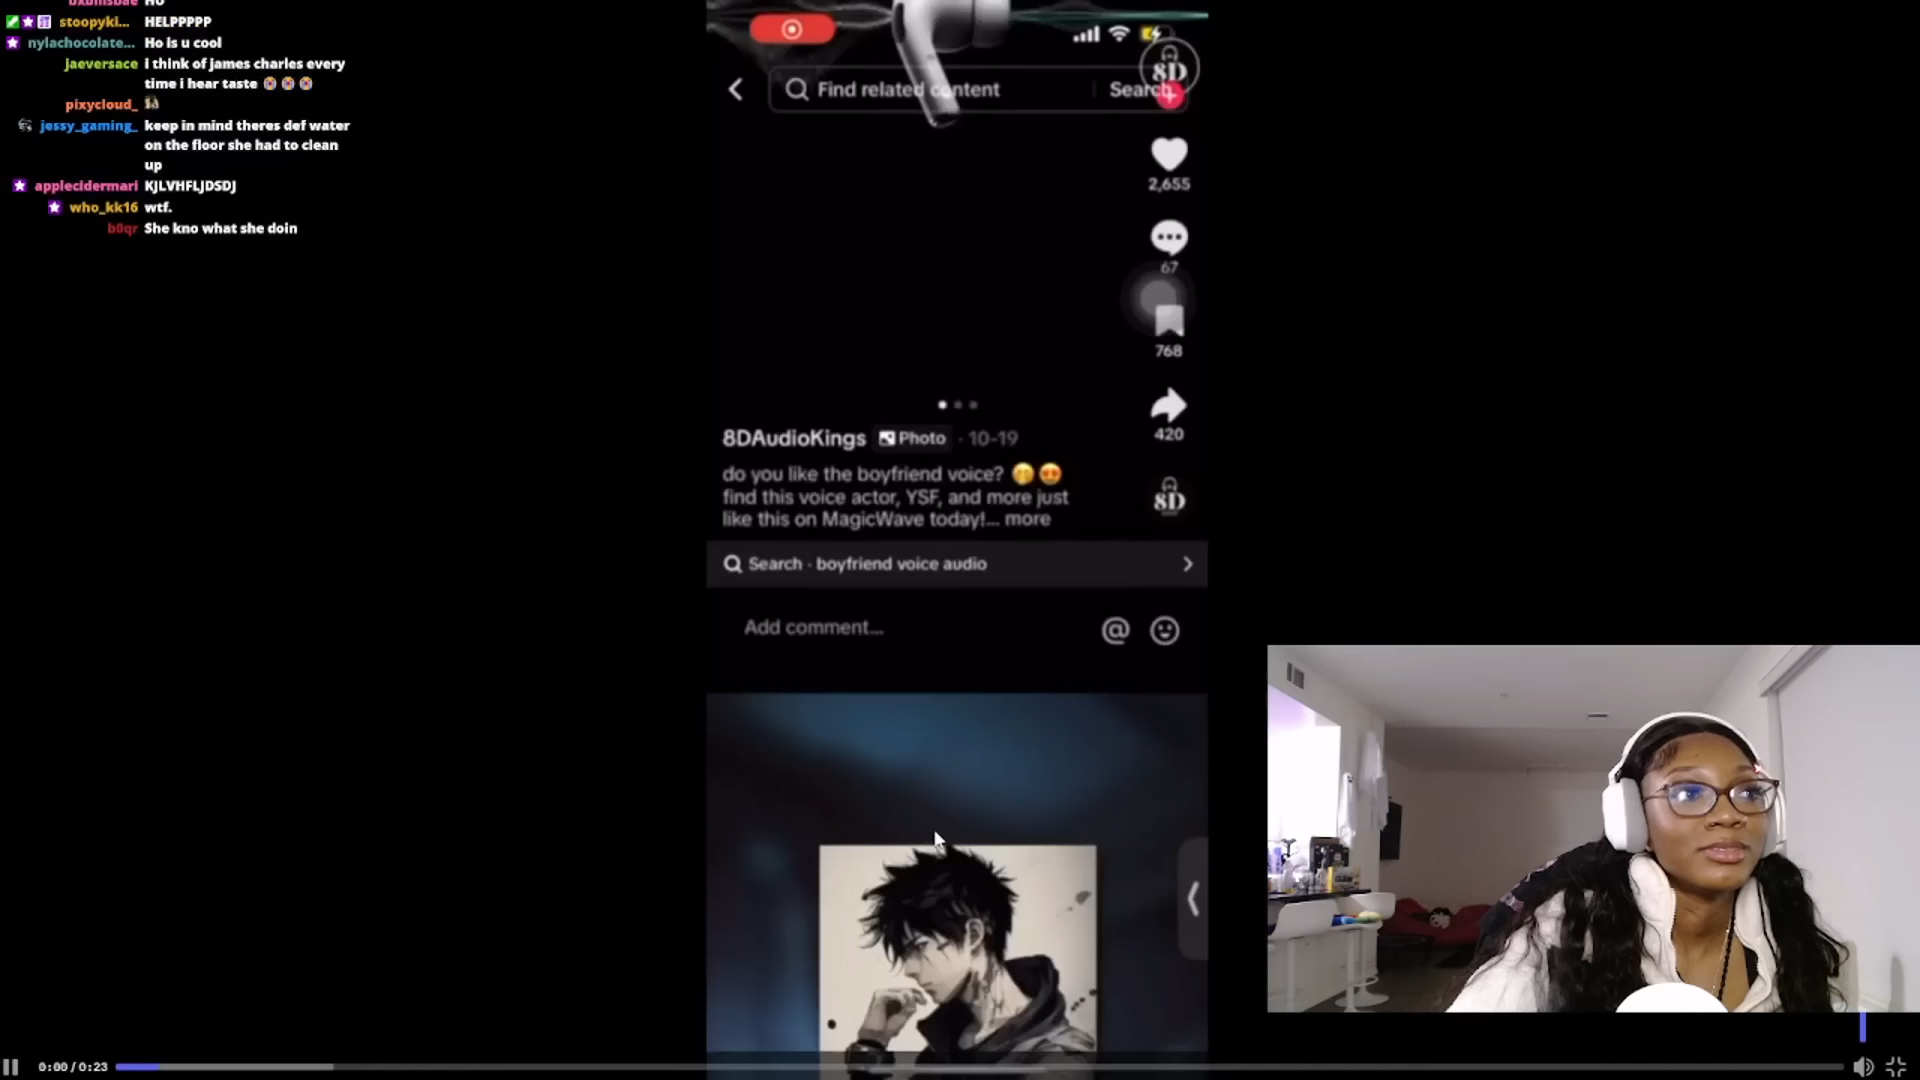 HO
stoopyki... HELPPPPP
nylachocolate... Ho is u cool
jaeversace i think of james charles every
time i hear taste
pixycloud_
jessy_gaming_ keep in mind theres def water
on the floor she had to clean
up
applecidermari KJLVHFLJDSDJ
who_kk16 wtf.
b0qr She kno what she doin
8D
Find related content Search
2,655
67
768
420
8DAudioKings Photo · 10-19
do you like the boyfriend voice?
find this voice actor, YSF, and more just
like this on MagicWave today!... more
8D
Search · boyfriend voice audio
Add comment...
0:00 / 0:23